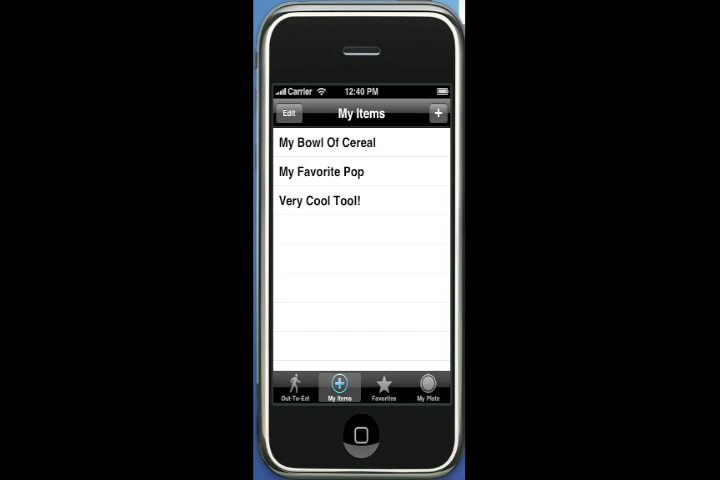 Carrier 12:40 PM
Edit My Items +
My Bowl Of Cereal
My Favorite Pop
Very Cool Tool!
Out-To-Eat My Items Favorites My Plate